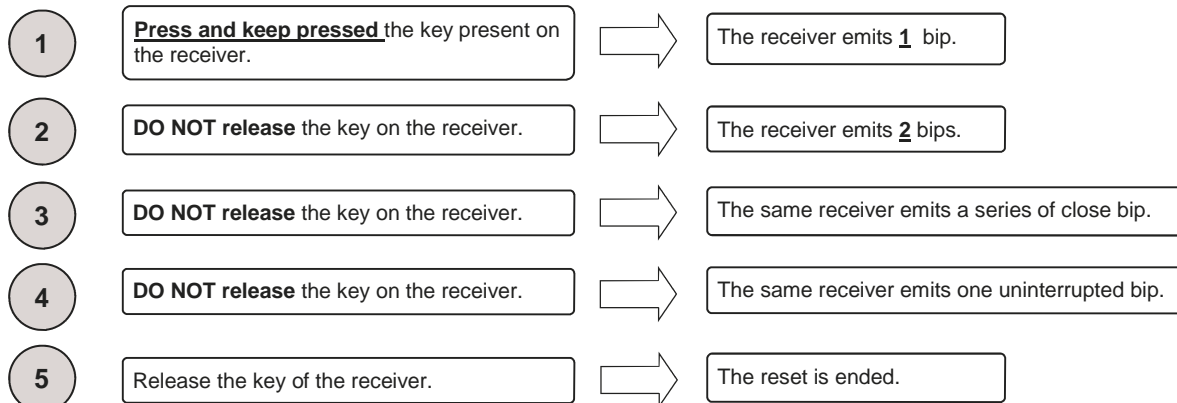 1
Press and keep pressed the key present on
the receiver.
The receiver emits 1 bip.
2
DO NOT release the key on the receiver.
The receiver emits 2 bips.
3
DO NOT release the key on the receiver.
The same receiver emits a series of close bip.
4
DO NOT release the key on the receiver.
The same receiver emits one uninterrupted bip.
5
Release the key of the receiver.
The reset is ended.